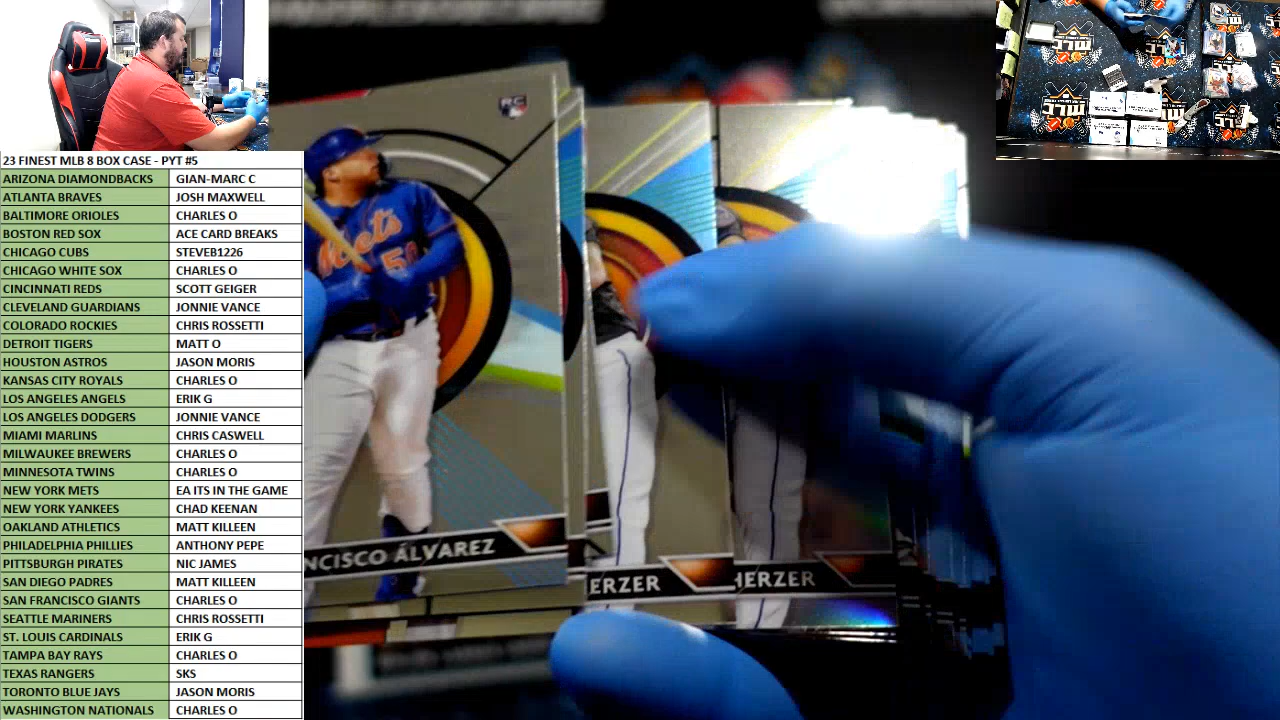 23 FINEST MLB 8 BOX CASE - PYT #5
ARIZONA DIAMONDBACKS GIAN-MARC C
ATLANTA BRAVES JOSH MAXWELL
BALTIMORE ORIOLES CHARLES O
BOSTON RED SOX ACE CARD BREAKS
CHICAGO CUBS STEVEB1226
CHICAGO WHITE SOX CHARLES O
CINCINNATI REDS SCOTT GEIGER
CLEVELAND GUARDIANS JONNIE VANCE
COLORADO ROCKIES CHRIS ROSSETTI
DETROIT TIGERS MATT O
HOUSTON ASTROS JASON MORIS
KANSAS CITY ROYALS CHARLES O
LOS ANGELES ANGELS ERIK G
LOS ANGELES DODGERS JONNIE VANCE
MIAMI MARLINS CHRIS CASWELL
MILWAUKEE BREWERS CHARLES O
MINNESOTA TWINS CHARLES O
NEW YORK METS EA ITS IN THE GAME
NEW YORK YANKEES CHAD KEENAN
OAKLAND ATHLETICS MATT KILLEEN
PHILADELPHIA PHILLIES ANTHONY PEPE
PITTSBURGH PIRATES NIC JAMES
SAN DIEGO PADRES MATT KILLEEN
SAN FRANCISCO GIANTS CHARLES O
SEATTLE MARINERS CHRIS ROSSETTI
ST. LOUIS CARDINALS ERIK G
TAMPA BAY RAYS CHARLES O
TEXAS RANGERS SKS
TORONTO BLUE JAYS JASON MORIS
WASHINGTON NATIONALS CHARLES O
RC
Mets
5
NCISCO ÁLVAREZ
ERZER
HERZER